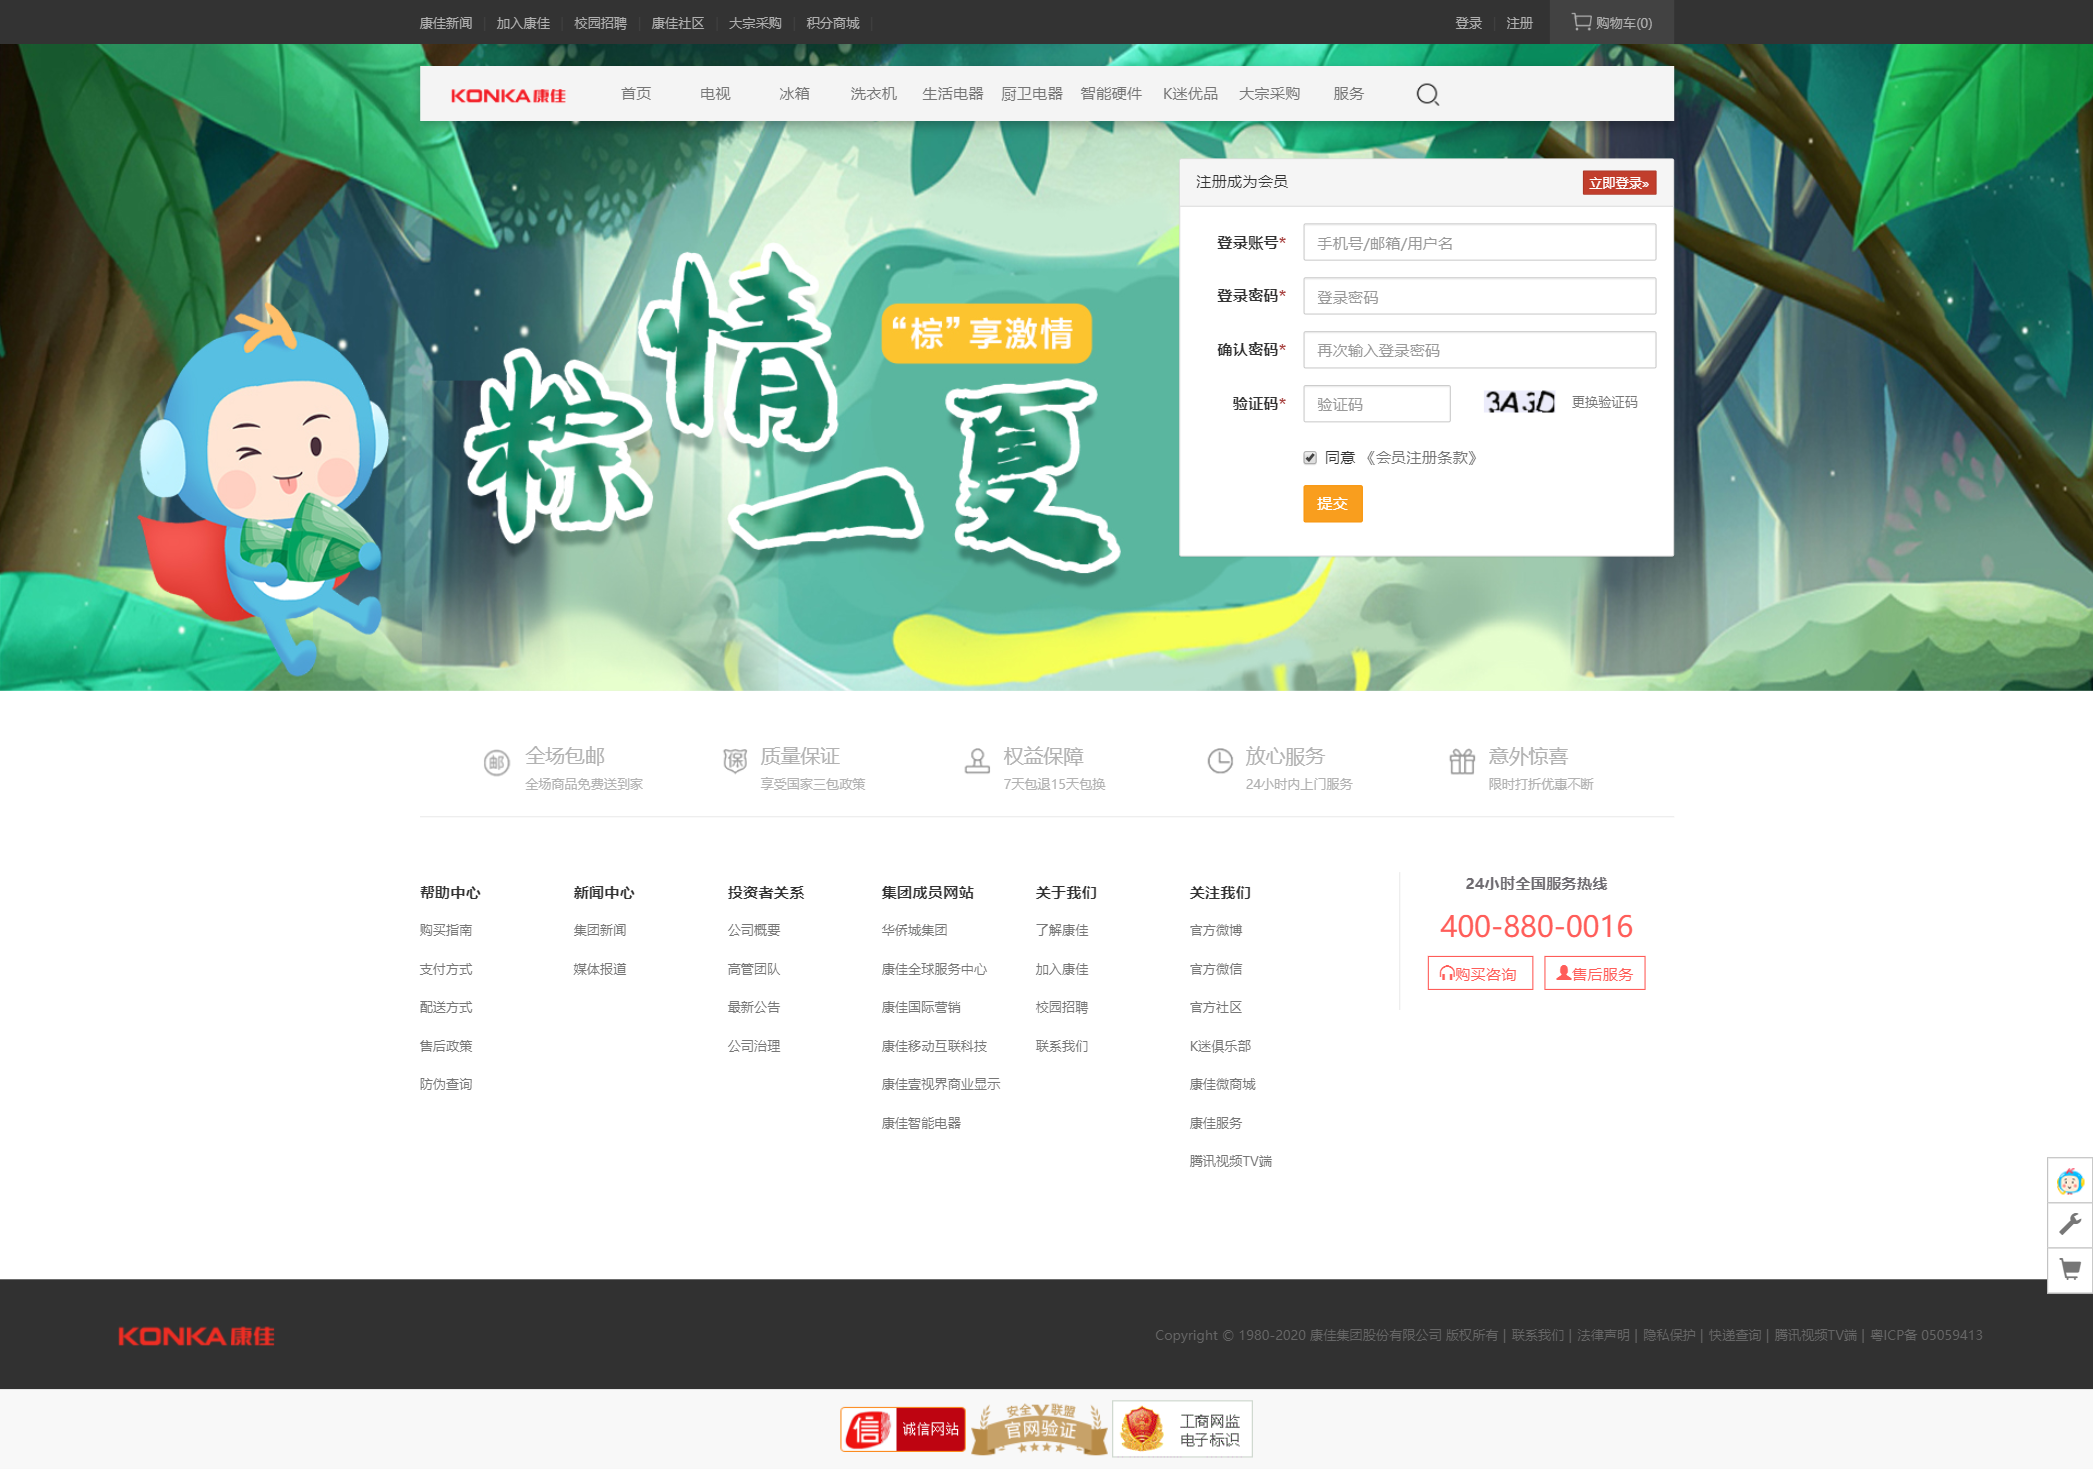 康佳新闻 加入康佳 校园招聘 康佳社区 大宗采购 积分商城 登录 注册 购物车(0)
KONKA康佳 首页 电视 冰箱 洗衣机 生活电器 厨卫电器 智能硬件 K迷优品 大宗采购 服务
注册成为会员 立即登录»
登录账号* 手机号/邮箱/用户名
登录密码* 登录密码
确认密码* 再次输入登录密码
验证码* 验证码 3A3D 更换验证码
同意 《会员注册条款》
提交
粽情一夏
“棕”享激情
邮 全场包邮
全场商品免费送到家
保 质量保证
享受国家三包政策
权益保障
7天包退15天包换
放心服务
24小时内上门服务
意外惊喜
限时打折优惠不断
帮助中心
购买指南
支付方式
配送方式
售后政策
防伪查询
新闻中心
集团新闻
媒体报道
投资者关系
公司概要
高管团队
最新公告
公司治理
集团成员网站
华侨城集团
康佳全球服务中心
康佳国际营销
康佳移动互联科技
康佳壹视界商业显示
康佳智能电器
关于我们
了解康佳
加入康佳
校园招聘
联系我们
关注我们
官方微博
官方微信
官方社区
K迷俱乐部
康佳微商城
康佳服务
腾讯视频TV端
24小时全国服务热线
400-880-0016
购买咨询 售后服务
KONKA康佳
Copyright © 1980-2020 康佳集团股份有限公司 版权所有 | 联系我们 | 法律声明 | 隐私保护 | 快递查询 | 腾讯视频TV端 | 粤ICP备 05059413
信 诚信网站
安全V联盟
官网验证
工商网监
电子标识